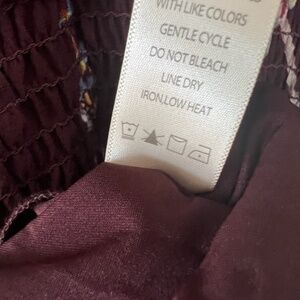 WITH LIKE COLORS
GENTLE CYCLE
DO NOT BLEACH
LINE DRY
IRON,LOW HEAT